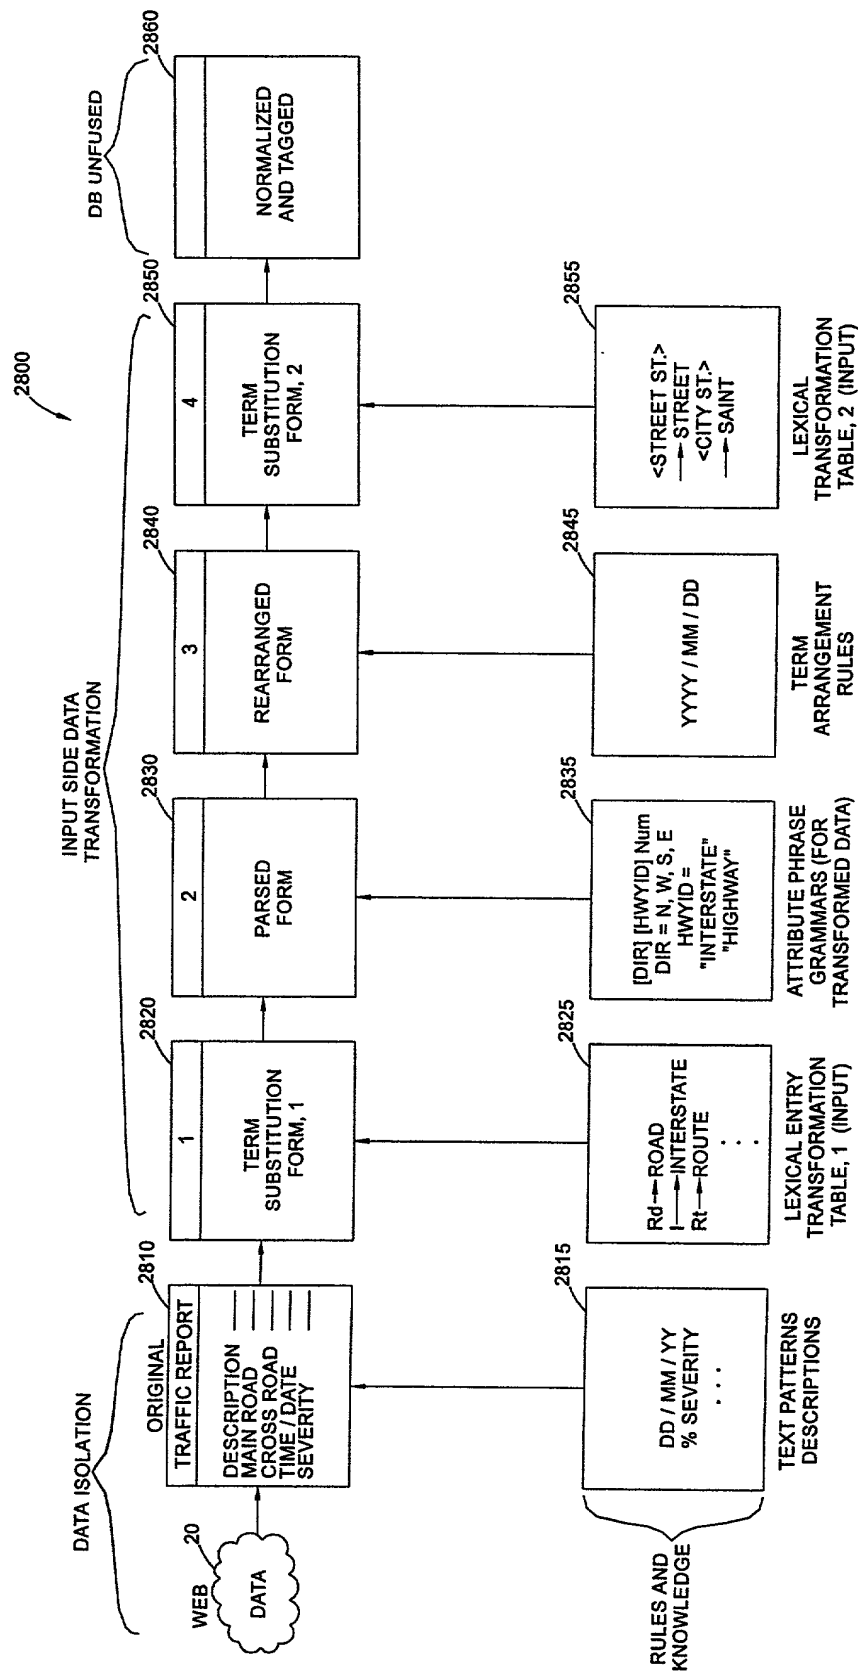 2800
DATA ISOLATION
INPUT SIDE DATA
TRANSFORMATION
DB UNFUSED
WEB
20
DATA
ORIGINAL
2810
TRAFFIC REPORT
DESCRIPTION
MAIN ROAD
CROSS ROAD
TIME / DATE
SEVERITY
2820
1
TERM
SUBSTITUTION
FORM, 1
2830
2
PARSED
FORM
2840
3
REARRANGED
FORM
2850
4
TERM
SUBSTITUTION
FORM, 2
2860
NORMALIZED
AND TAGGED
RULES AND
KNOWLEDGE
2815
DD / MM / YY
% SEVERITY
. . .
TEXT PATTERNS
DESCRIPTIONS
2825
Rd→ROAD
I→INTERSTATE
Rt→ROUTE
. . .
LEXICAL ENTRY
TRANSFORMATION
TABLE, 1 (INPUT)
2835
[DIR] [HWYID] Num
DIR = N, W, S, E
HWYID =
"INTERSTATE"
"HIGHWAY"
ATTRIBUTE PHRASE
GRAMMARS (FOR
TRANSFORMED DATA)
2845
YYYY / MM / DD
TERM
ARRANGEMENT
RULES
2855
<STREET ST.>
→STREET
<CITY ST.>
→SAINT
LEXICAL
TRANSFORMATION
TABLE, 2 (INPUT)